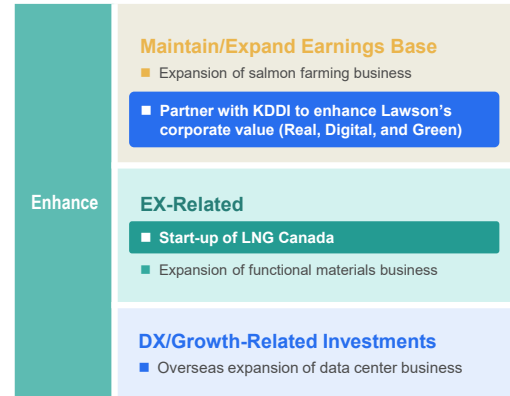 Enhance
Maintain/Expand Earnings Base
Expansion of salmon farming business
Partner with KDDI to enhance Lawson's
corporate value (Real, Digital, and Green)
EX-Related
Start-up of LNG Canada
Expansion of functional materials business
DX/Growth-Related Investments
Overseas expansion of data center business